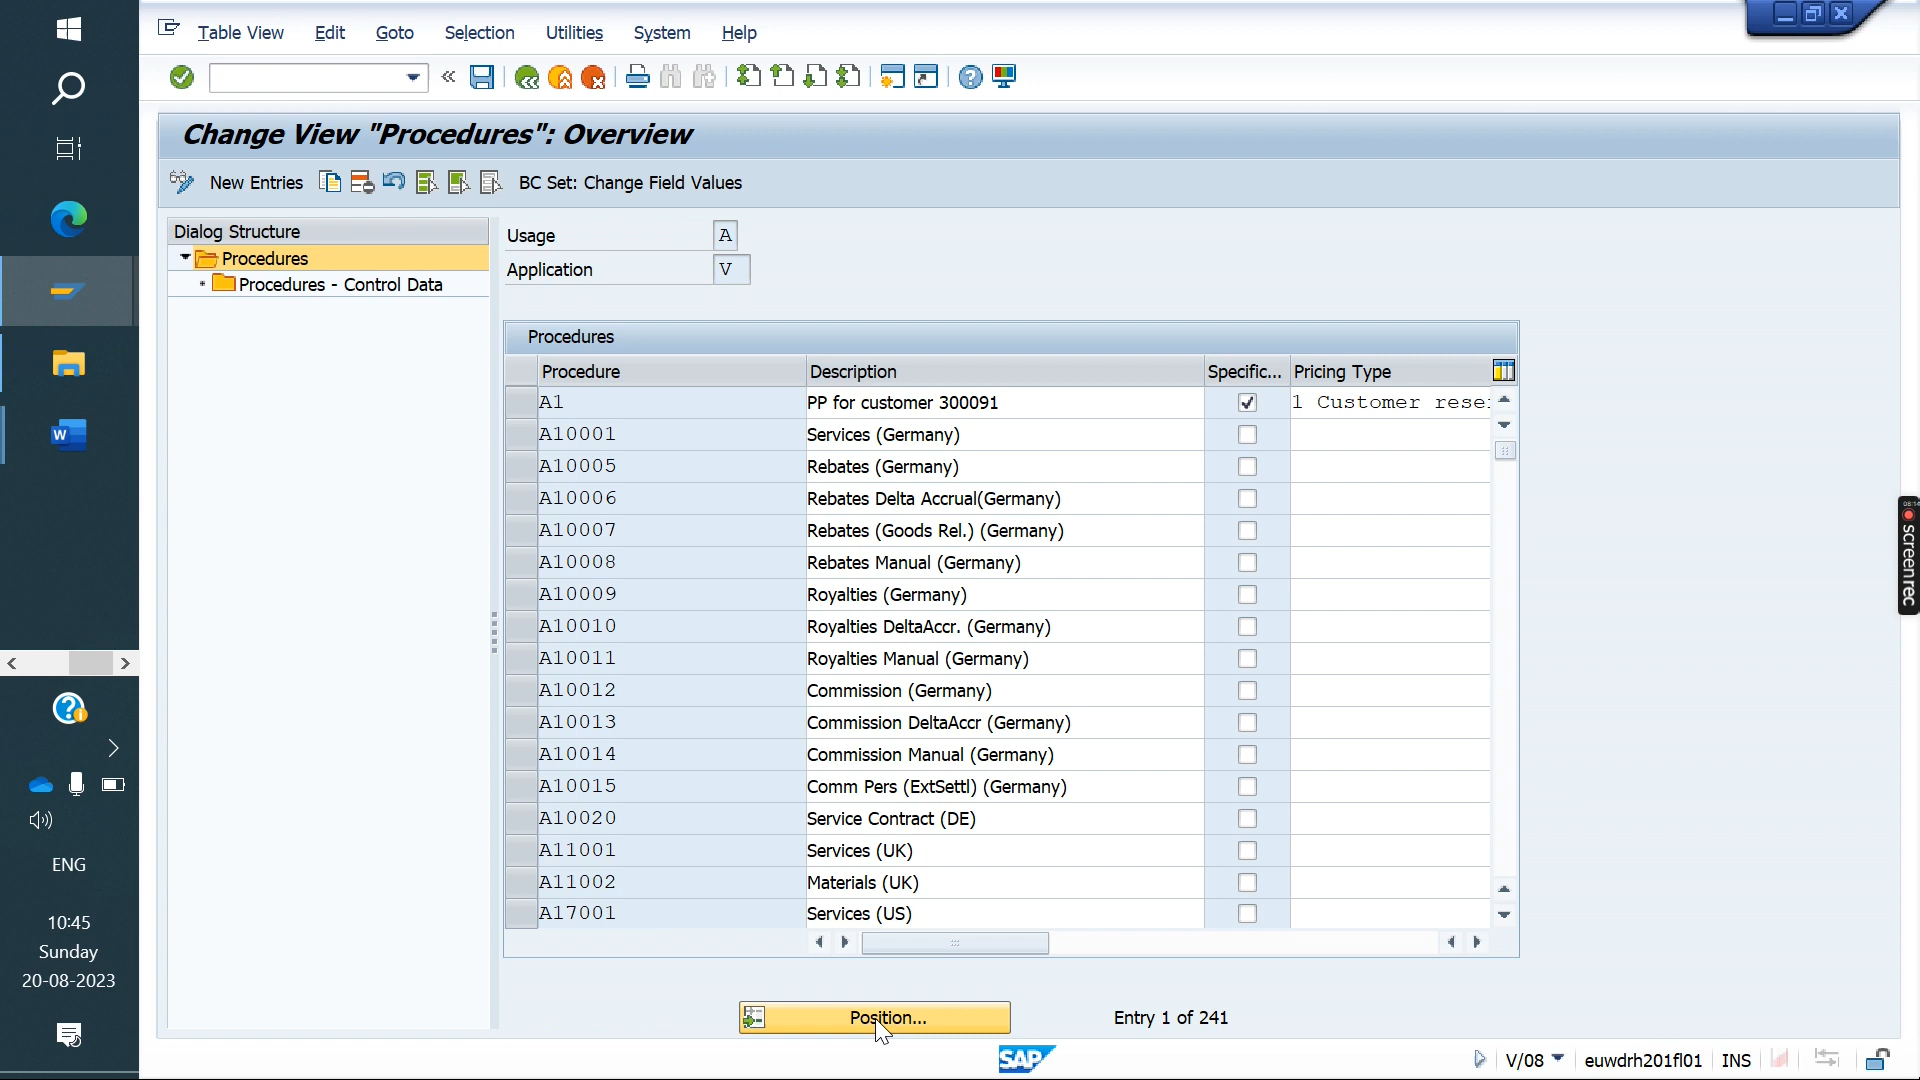 Table View Edit Goto Selection Utilities System Help
Change View "Procedures": Overview
New Entries BC Set: Change Field Values
Dialog Structure
Procedures
Procedures - Control Data
Usage A
Application V
Procedures
Procedure Description Specific... Pricing Type
A1 PP for customer 300091 1 Customer rese
A10001 Services (Germany)
A10005 Rebates (Germany)
A10006 Rebates Delta Accrual(Germany)
A10007 Rebates (Goods Rel.) (Germany)
A10008 Rebates Manual (Germany)
A10009 Royalties (Germany)
A10010 Royalties DeltaAccr. (Germany)
A10011 Royalties Manual (Germany)
A10012 Commission (Germany)
A10013 Commission DeltaAccr (Germany)
A10014 Commission Manual (Germany)
A10015 Comm Pers (ExtSettl) (Germany)
A10020 Service Contract (DE)
A11001 Services (UK)
A11002 Materials (UK)
A17001 Services (US)
Position... Entry 1 of 241
SAP V/08 euwdrh201fl01 INS
ENG
10:45
Sunday
20-08-2023
screenrec
W